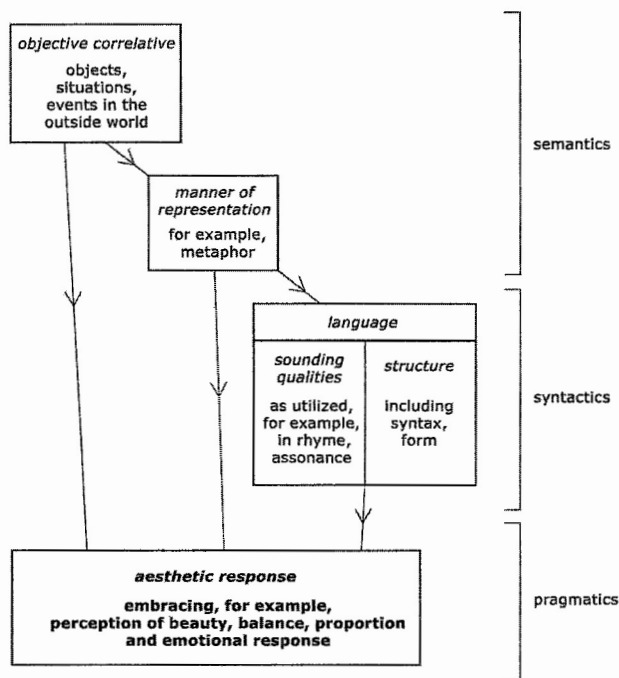 objective correlative
objects,
situations,
events in the
outside world
semantics
manner of
representation
for example,
metaphor
language
sounding
qualities
as utilized,
for example,
in rhyme,
assonance
structure
including
syntax,
form
syntactics
aesthetic response
embracing, for example,
perception of beauty, balance, proportion
and emotional response
pragmatics